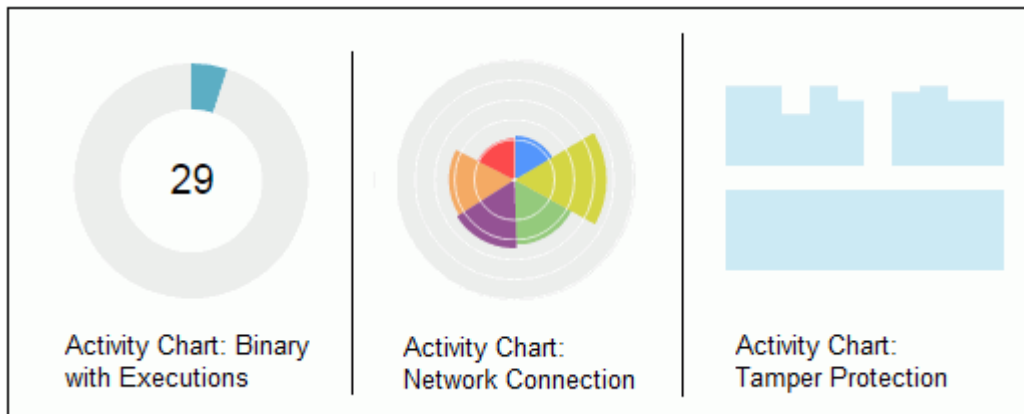 29
Activity Chart: Binary
with Executions
Activity Chart:
Network Connection
Activity Chart:
Tamper Protection